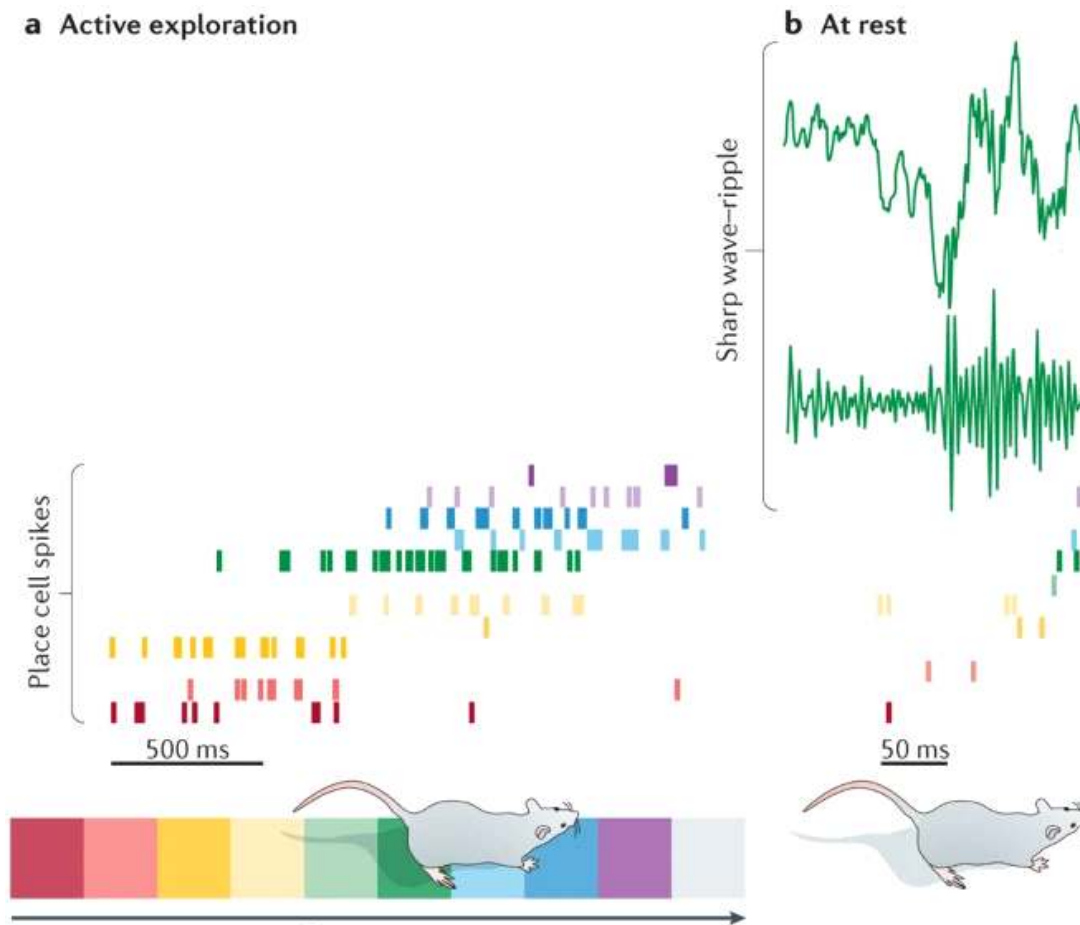 a Active exploration
b At rest
Sharp wave–ripple
Place cell spikes
500 ms
50 ms